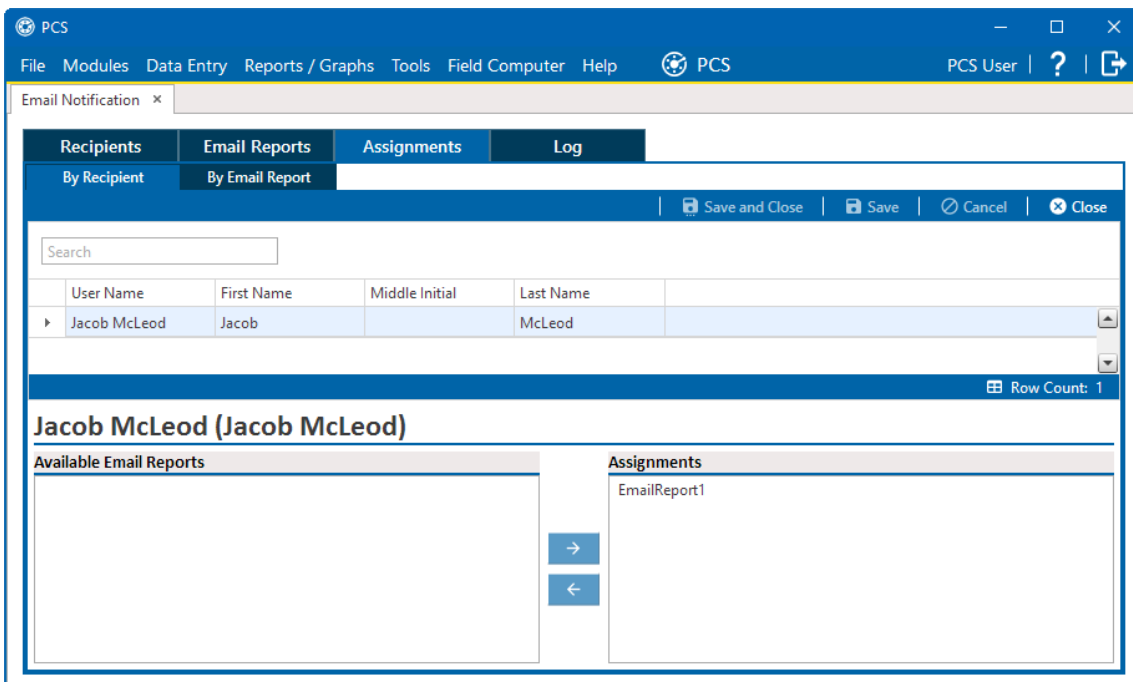 PCS
File Modules Data Entry Reports / Graphs Tools Field Computer Help PCS PCS User | ? |
Email Notification ×
Recipients Email Reports Assignments Log
By Recipient By Email Report
| Save and Close | Save | Cancel | Close
Search
User Name First Name Middle Initial Last Name
Jacob McLeod Jacob McLeod
Row Count: 1
Jacob McLeod (Jacob McLeod)
Available Email Reports Assignments
EmailReport1